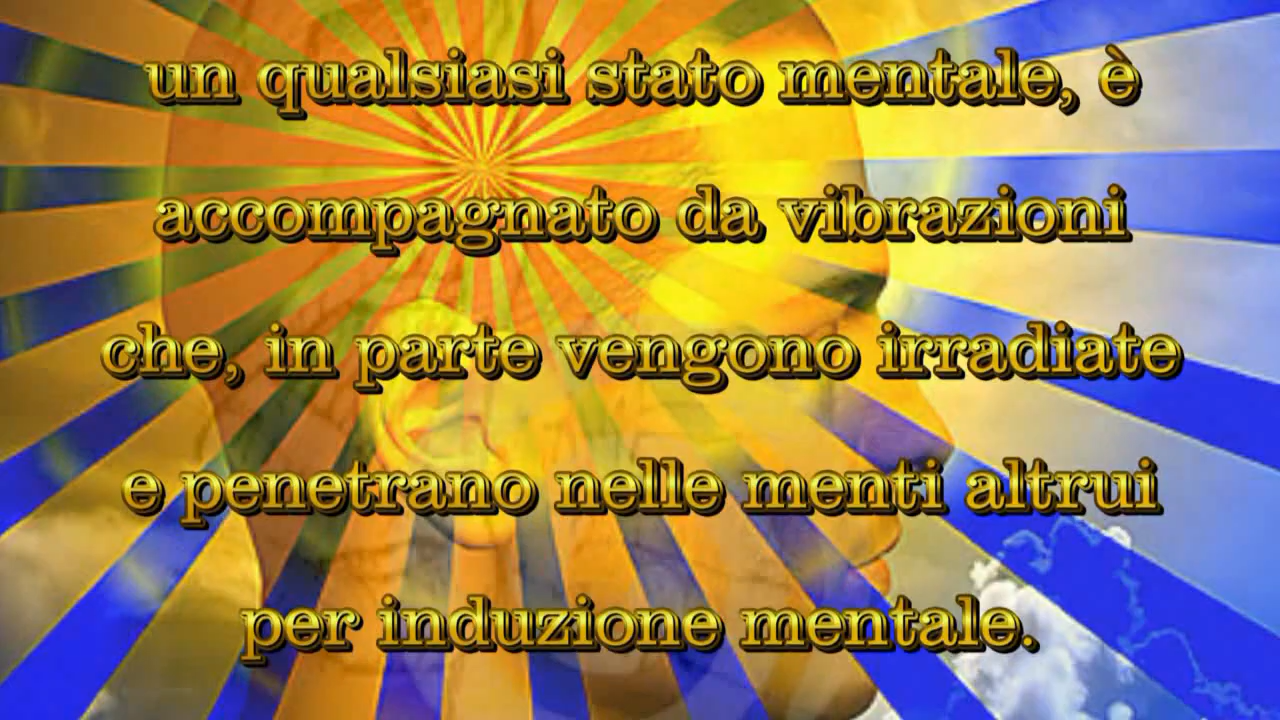 un qualsiasi stato mentale, è
accompagnato da vibrazioni
che, in parte vengono irradiate
e penetrano nelle menti altrui
per induzione mentale.